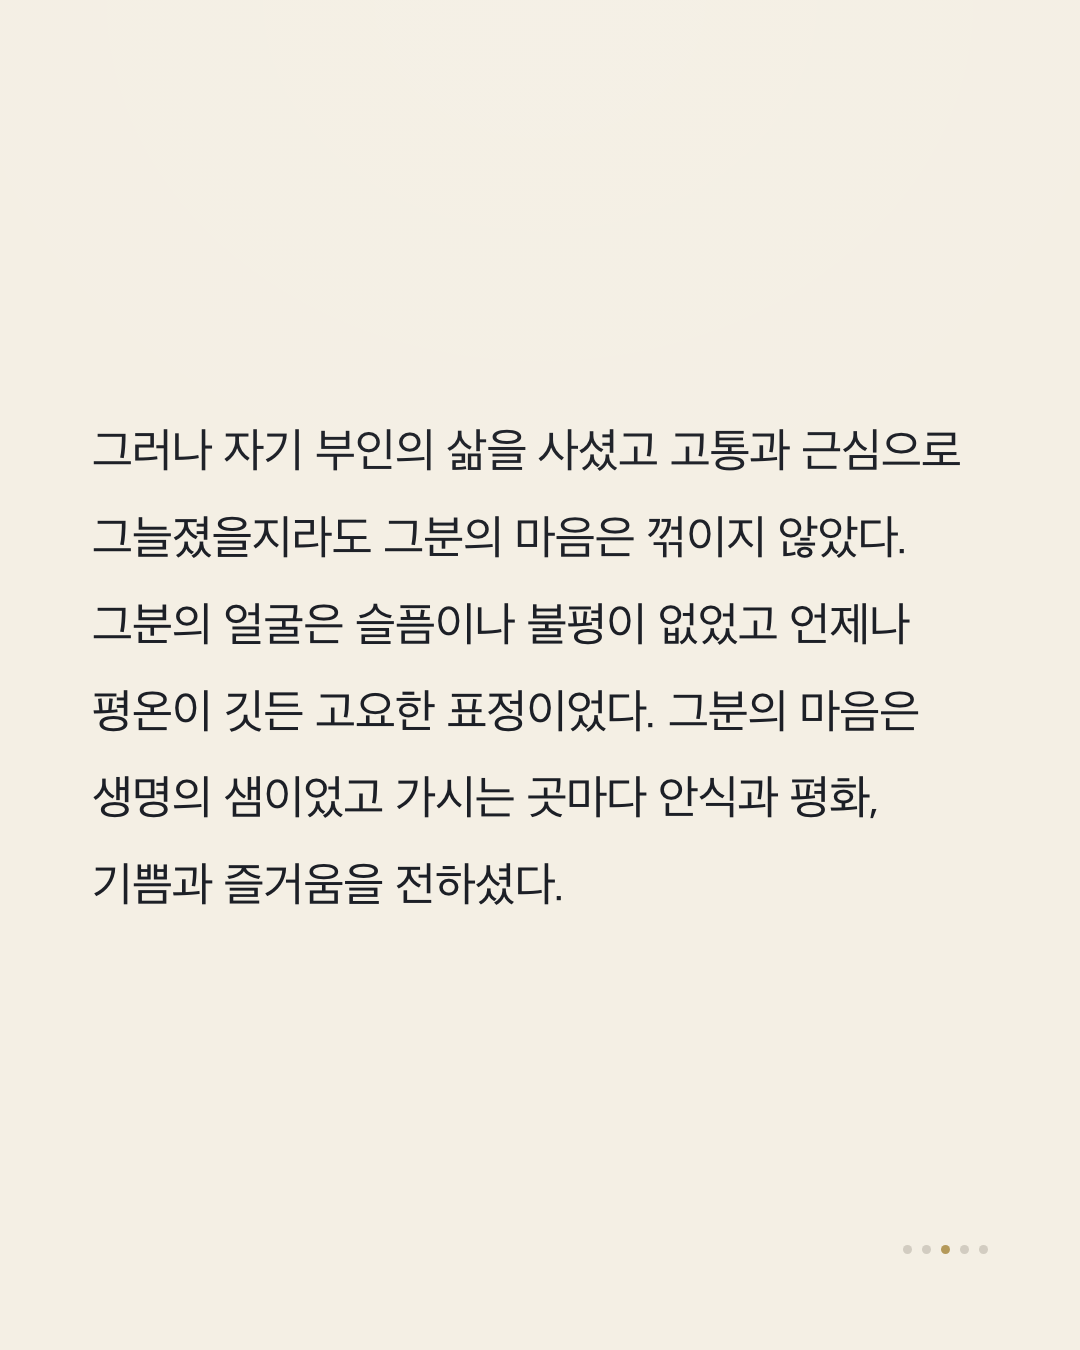 그러나 자기 부인의 삶을 사셨고 고통과 근심으로
그늘졌을지라도 그분의 마음은 꺾이지 않았다.
그분의 얼굴은 슬픔이나 불평이 없었고 언제나
평온이 깃든 고요한 표정이었다. 그분의 마음은
생명의 샘이었고 가시는 곳마다 안식과 평화,
기쁨과 즐거움을 전하셨다.